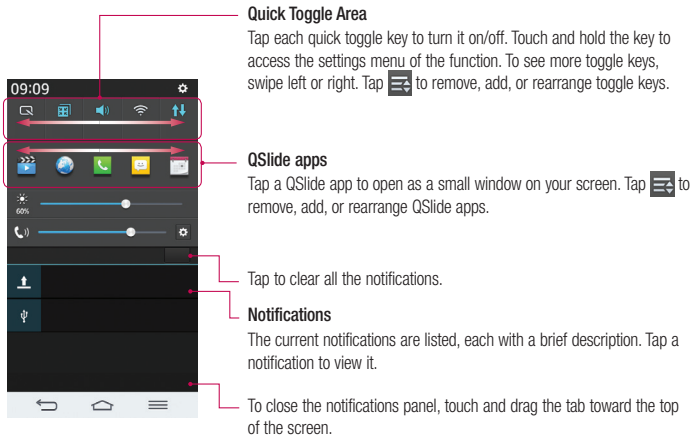 Quick Toggle Area
Tap each quick toggle key to turn it on/off. Touch and hold the key to
access the settings menu of the function. To see more toggle keys,
swipe left or right. Tap to remove, add, or rearrange toggle keys.
09:09
QSlide apps
Tap a QSlide app to open as a small window on your screen. Tap to
remove, add, or rearrange QSlide apps.
60%
Tap to clear all the notifications.
Notifications
The current notifications are listed, each with a brief description. Tap a
notification to view it.
To close the notifications panel, touch and drag the tab toward the top
of the screen.